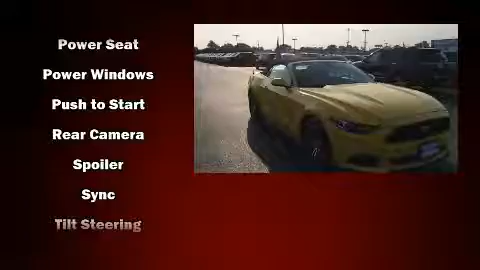 Power Seat
Power Windows
Push to Start
Rear Camera
Spoiler
Sync
Tilt Steering